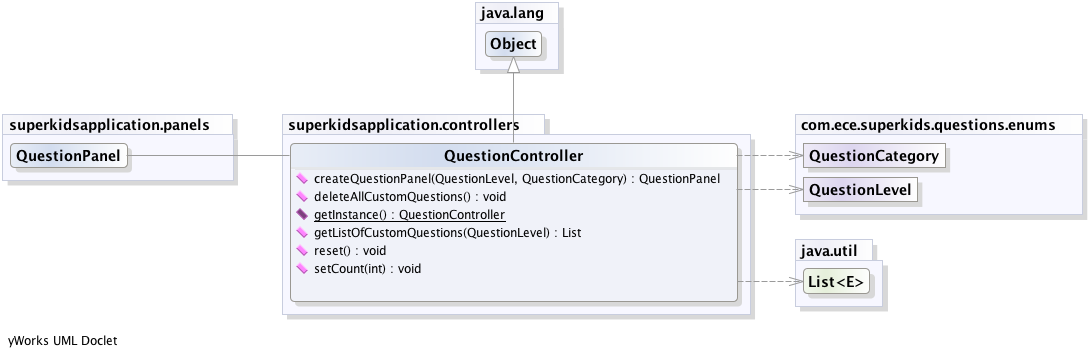 java.lang
Object
superkidsapplication.panels
QuestionPanel
superkidsapplication.controllers
QuestionController
createQuestionPanel(QuestionLevel, QuestionCategory) : QuestionPanel
deleteAllCustomQuestions() : void
getInstance() : QuestionController
getListOfCustomQuestions(QuestionLevel) : List
reset() : void
setCount(int) : void
com.ece.superkids.questions.enums
QuestionCategory
QuestionLevel
java.util
List<E>
yWorks UML Doclet